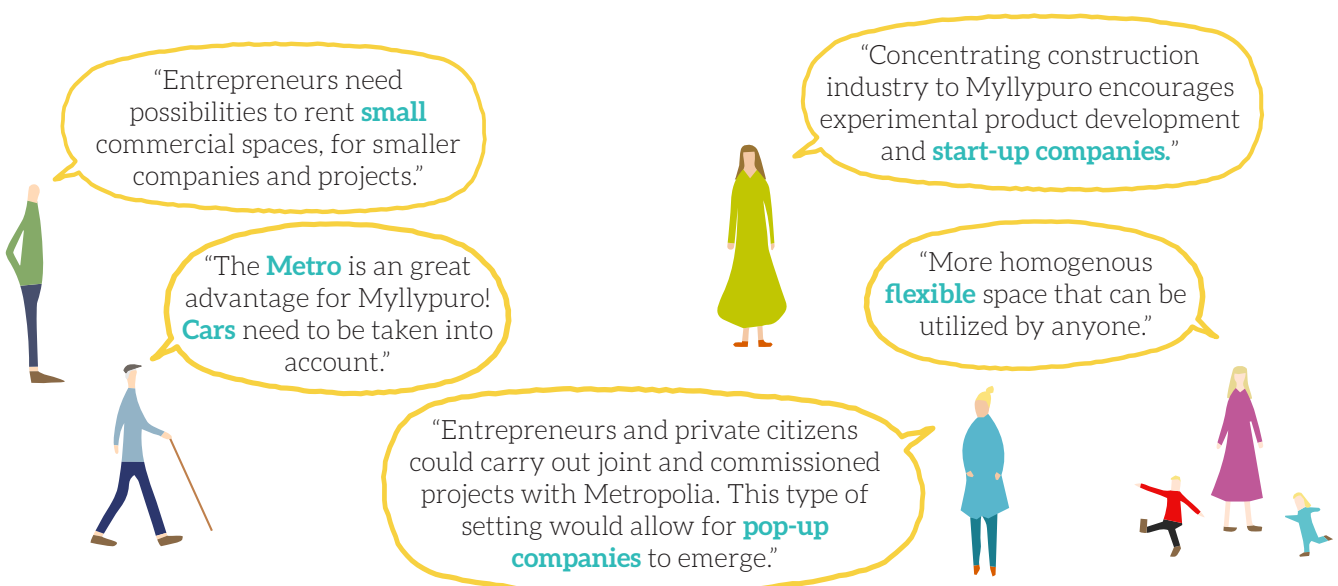 “Entrepreneurs need
possibilities to rent small
commercial spaces, for smaller
companies and projects.”
“Concentrating construction
industry to Myllypuro encourages
experimental product development
and start-up companies.”
“The Metro is an great
advantage for Myllypuro!
Cars need to be taken into
account.”
“More homogenous
flexible space that can be
utilized by anyone.”
“Entrepreneurs and private citizens
could carry out joint and commissioned
projects with Metropolia. This type of
setting would allow for pop-up
companies to emerge.”